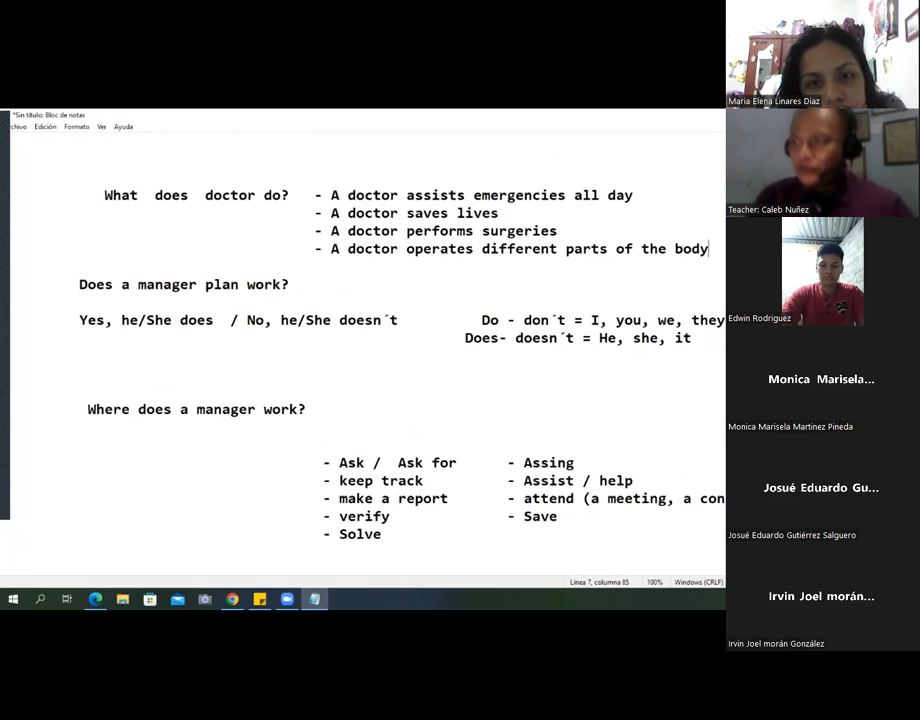 *Sin título: Bloc de notas
chivo Edición Formato Ver Ayuda
What does doctor do? - A doctor assists emergencies all day
- A doctor saves lives
- A doctor performs surgeries
- A doctor operates different parts of the body
Does a manager plan work?
Yes, he/She does / No, he/She doesn´t Do - don´t = I, you, we, they
Does- doesn´t = He, she, it
Where does a manager work?
- Ask / Ask for - Assing
- keep track - Assist / help
- make a report - attend (a meeting, a con
- verify - Save
- Solve
Línea 7, columna 85 100% Windows (CRLF)
Maria Elena Linares Diaz
Teacher: Caleb Nuñez
Edwin Rodriguez
Monica Marisela...
Monica Marisela Martinez Pineda
Josué Eduardo Gu...
Josué Eduardo Gutiérrez Salguero
Irvin Joel morán...
Irvin Joel morán González